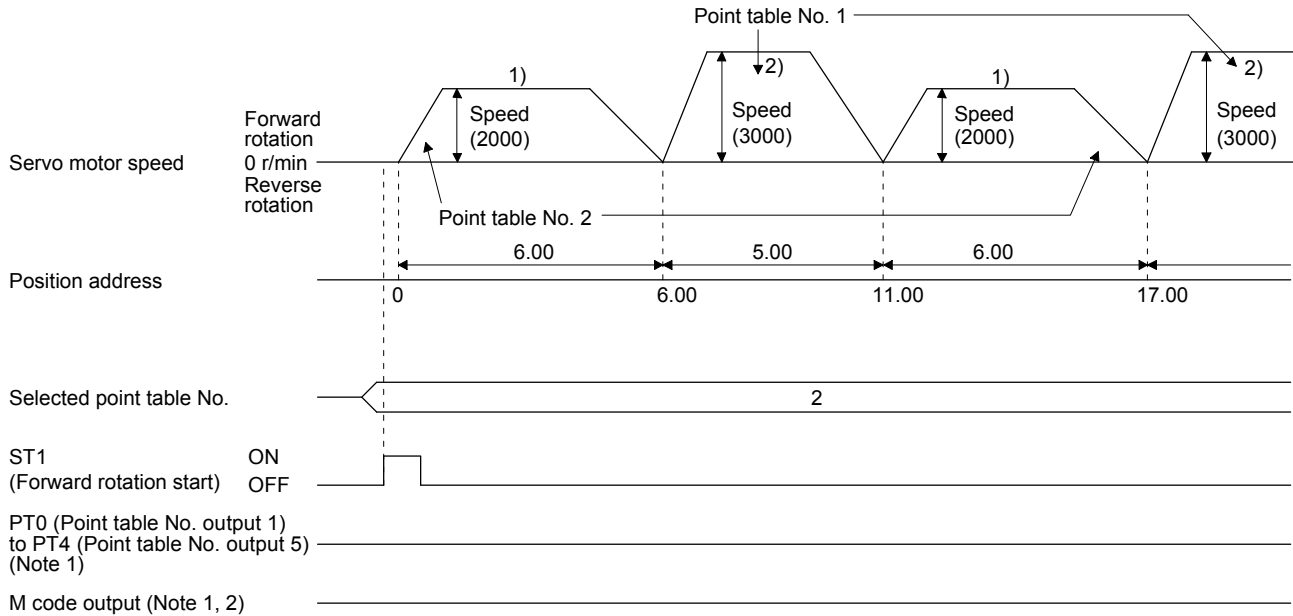 Point table No. 1
1)
2)
1)
2)
Forward
rotation
0 r/min
Reverse
rotation
Servo motor speed
Speed
(2000)
Speed
(3000)
Speed
(2000)
Speed
(3000)
Point table No. 2
6.00
5.00
6.00
Position address
0
6.00
11.00
17.00
Selected point table No.
2
ST1
(Forward rotation start)
ON
OFF
PT0 (Point table No. output 1)
to PT4 (Point table No. output 5)
(Note 1)
M code output (Note 1, 2)